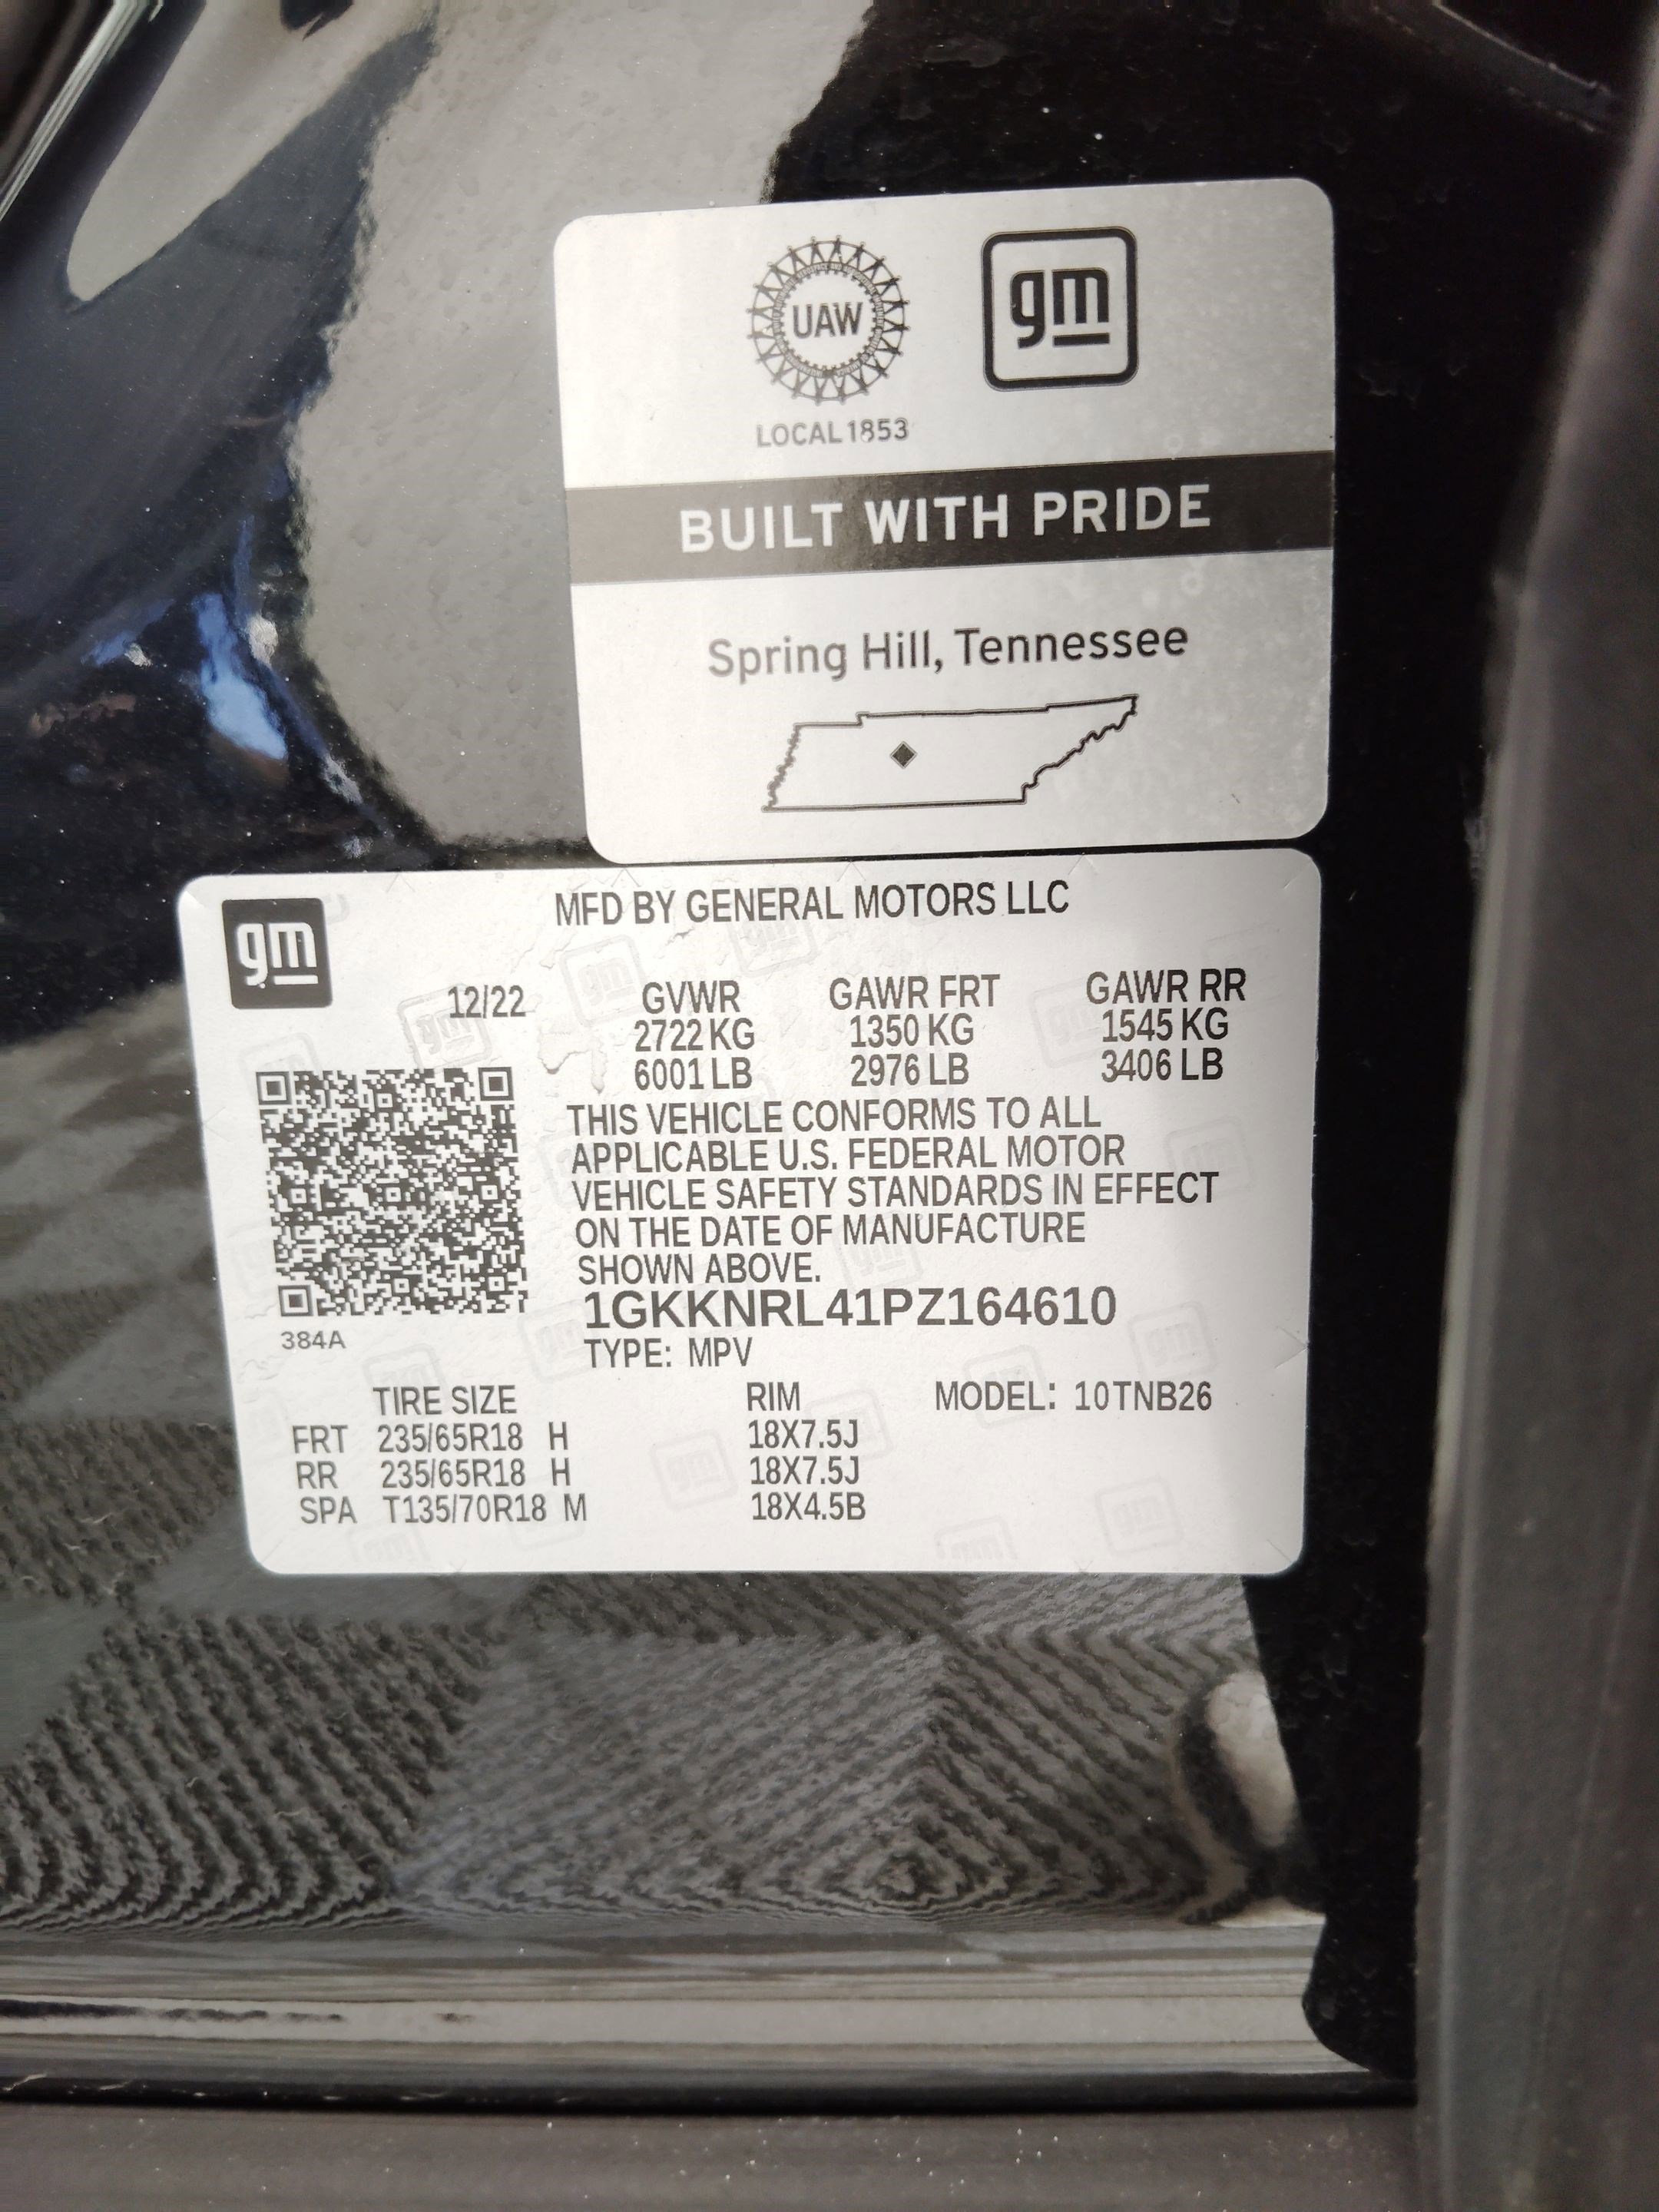 UAW
gm
LOCAL 1853
BUILT WITH PRIDE
Spring Hill, Tennessee
gm
MFD BY GENERAL MOTORS LLC
12/22 GVWR GAWR FRT GAWR RR
2722 KG 1350 KG 1545 KG
6001 LB 2976 LB 3406 LB
THIS VEHICLE CONFORMS TO ALL
APPLICABLE U.S. FEDERAL MOTOR
VEHICLE SAFETY STANDARDS IN EFFECT
ON THE DATE OF MANUFACTURE
SHOWN ABOVE.
1GKKNRL41PZ164610
384A
TYPE: MPV
TIRE SIZE RIM MODEL: 10TNB26
FRT 235/65R18 H 18X7.5J
RR 235/65R18 H 18X7.5J
SPA T135/70R18 M 18X4.5B